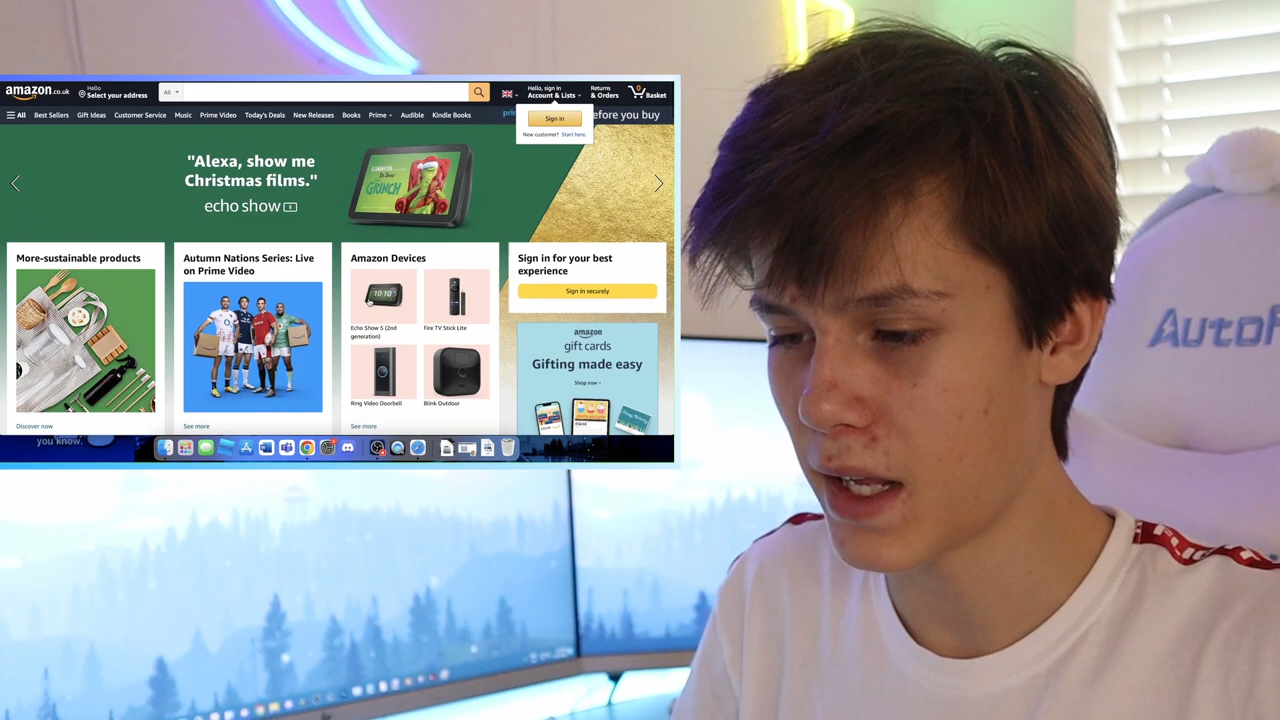 amazon.co.uk
Hello
Select your address
All
Hello, sign in
Account & Lists
Returns
& Orders
0
Basket
All
Best Sellers
Gift Ideas
Customer Service
Music
Prime Video
Today's Deals
New Releases
Books
Prime
Audible
Kindle Books
efore you buy
Sign in
New customer? Start here.
"Alexa, show me
Christmas films."
echo show 5
GRINCH
More-sustainable products
Discover now
Autumn Nations Series: Live
on Prime Video
See more
Amazon Devices
10:10
Echo Show 5 (2nd
generation)
Fire TV Stick Lite
Ring Video Doorbell
Blink Outdoor
See more
Sign in for your best
experience
Sign in securely
amazon
gift cards
Gifting made easy
Shop now
you know.
Auto